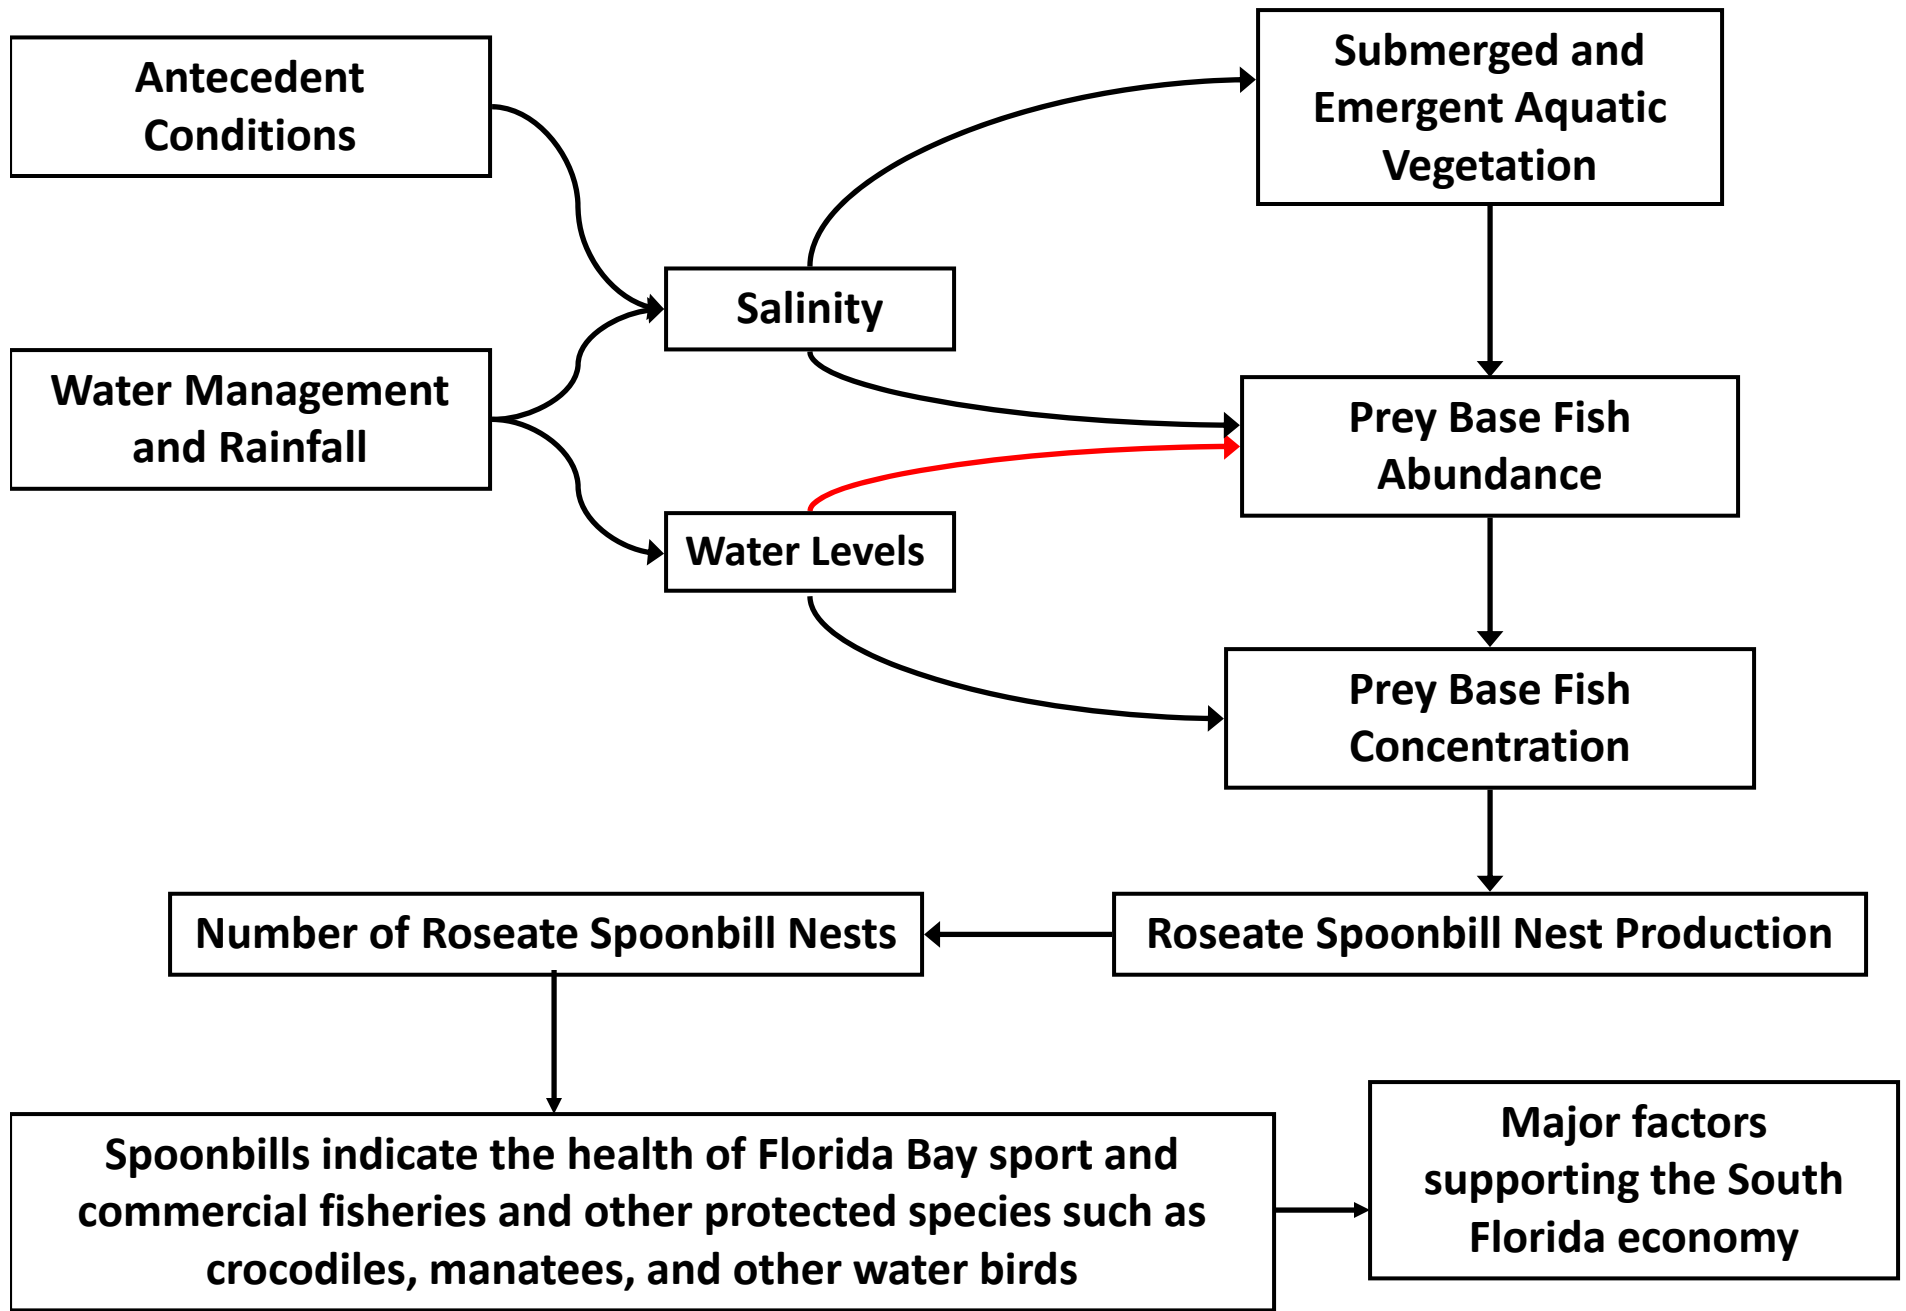 Antecedent
Conditions
Submerged and
Emergent Aquatic
Vegetation
Salinity
Water Management
and Rainfall
Prey Base Fish
Abundance
Water Levels
Prey Base Fish
Concentration
Number of Roseate Spoonbill Nests
Roseate Spoonbill Nest Production
Spoonbills indicate the health of Florida Bay sport and
commercial fisheries and other protected species such as
crocodiles, manatees, and other water birds
Major factors
supporting the South
Florida economy